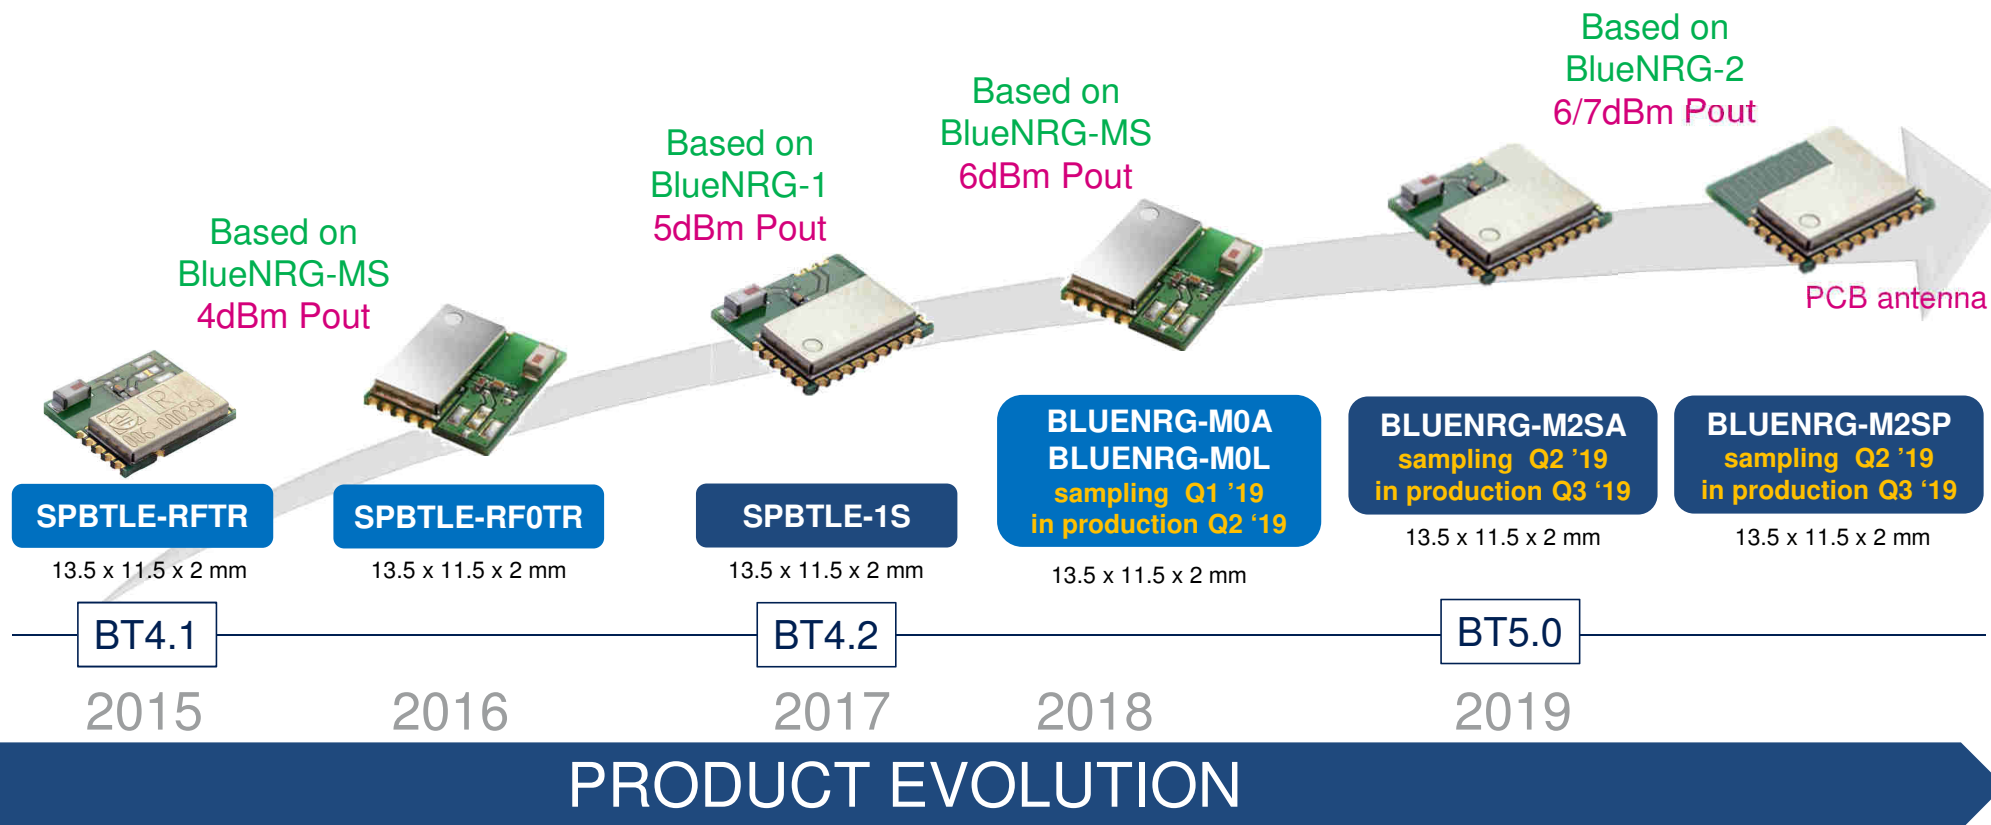 Based on
BlueNRG-MS
4dBm Pout
Based on
BlueNRG-1
5dBm Pout
Based on
BlueNRG-MS
6dBm Pout
Based on
BlueNRG-2
6/7dBm Pout
PCB antenna
R
006-000395
SPBTLE-RFTR
13.5 x 11.5 x 2 mm
SPBTLE-RF0TR
13.5 x 11.5 x 2 mm
SPBTLE-1S
13.5 x 11.5 x 2 mm
BLUENRG-M0A
BLUENRG-M0L
sampling Q1 ’19
in production Q2 ‘19
13.5 x 11.5 x 2 mm
BLUENRG-M2SA
sampling Q2 ’19
in production Q3 ‘19
13.5 x 11.5 x 2 mm
BLUENRG-M2SP
sampling Q2 ’19
in production Q3 ‘19
13.5 x 11.5 x 2 mm
BT4.1
BT4.2
BT5.0
2015
2016
2017
2018
2019
PRODUCT EVOLUTION